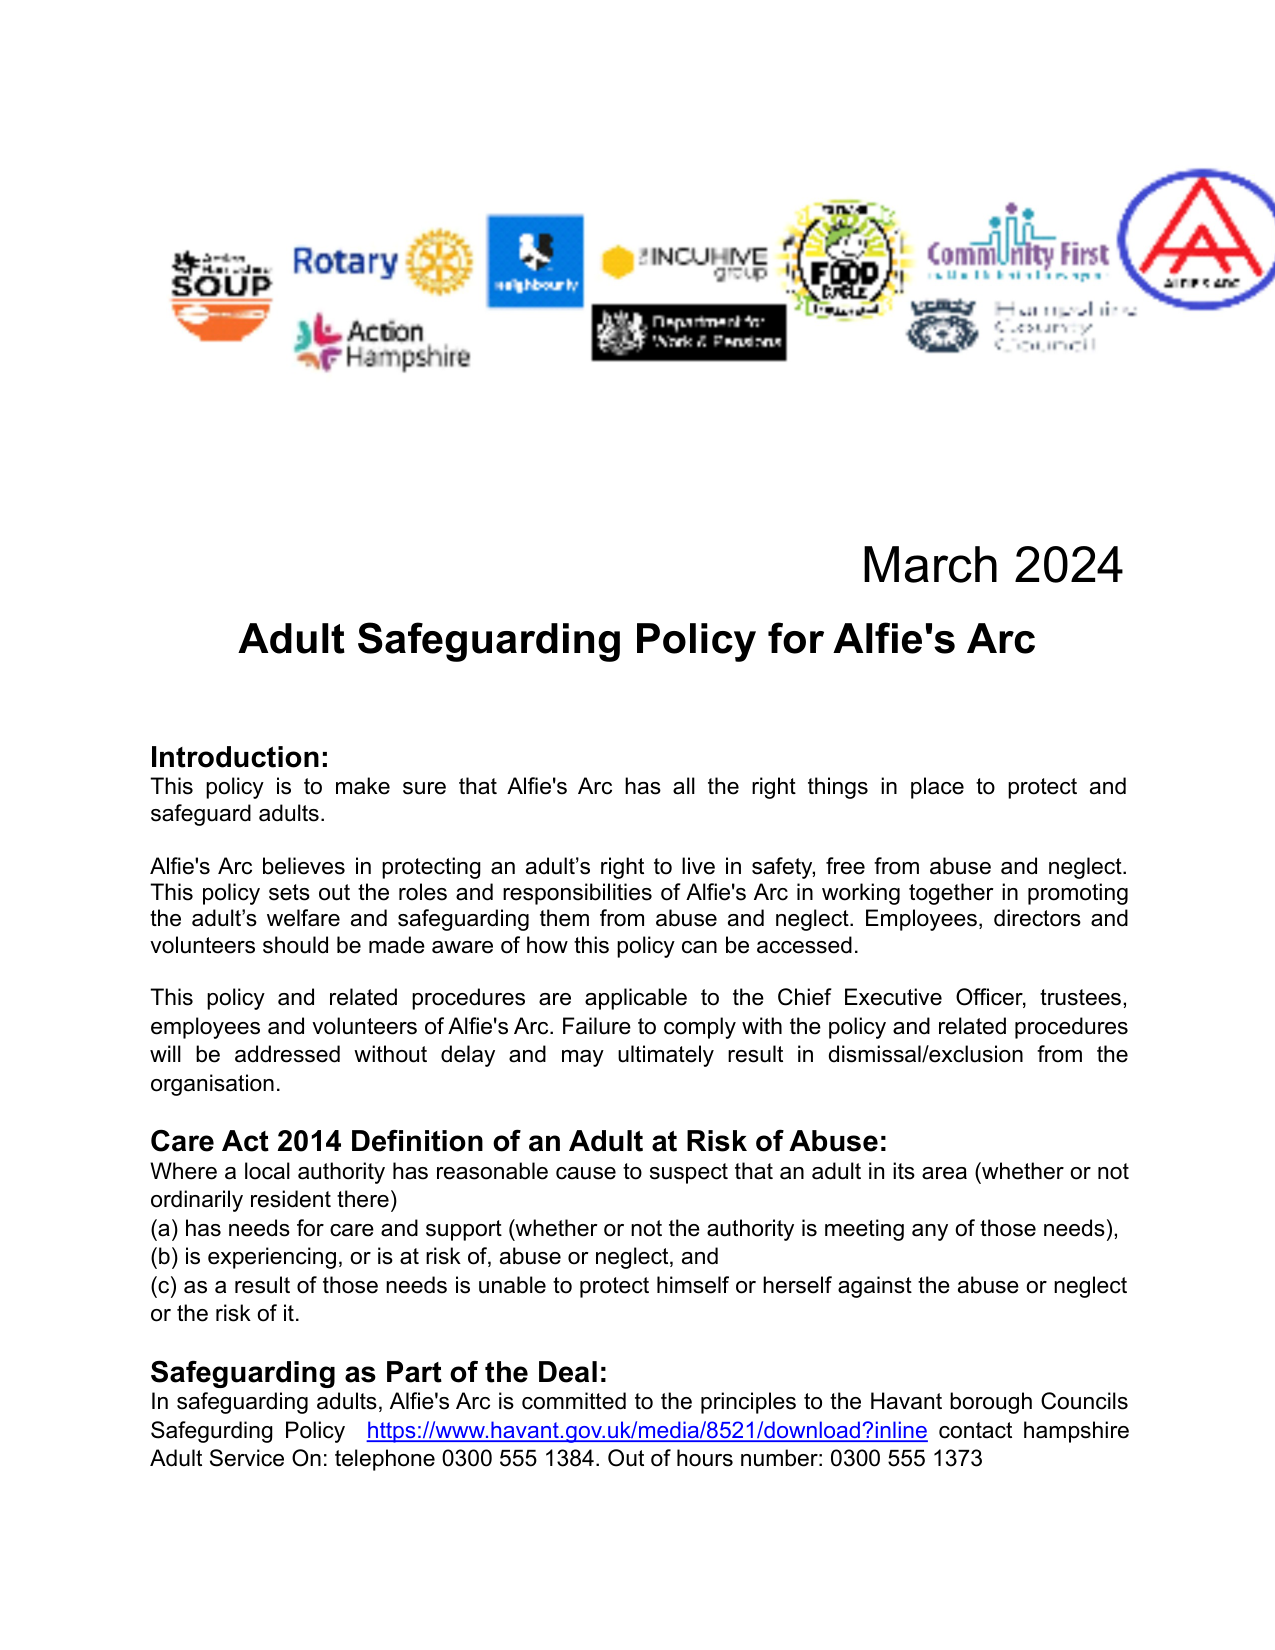 SOUP
Rotary
neighbourly
INCUHIVE
group
FOOD
CYCLE
Community First
ALFIE'S ARC
Action
Hampshire
Department for
Work & Pensions
Hampshire
County
Council
March 2024
Adult Safeguarding Policy for Alfie's Arc
Introduction:
This policy is to make sure that Alfie's Arc has all the right things in place to protect and
safeguard adults.
Alfie's Arc believes in protecting an adult’s right to live in safety, free from abuse and neglect.
This policy sets out the roles and responsibilities of Alfie's Arc in working together in promoting
the adult’s welfare and safeguarding them from abuse and neglect. Employees, directors and
volunteers should be made aware of how this policy can be accessed.
This policy and related procedures are applicable to the Chief Executive Officer, trustees,
employees and volunteers of Alfie's Arc. Failure to comply with the policy and related procedures
will be addressed without delay and may ultimately result in dismissal/exclusion from the
organisation.
Care Act 2014 Definition of an Adult at Risk of Abuse:
Where a local authority has reasonable cause to suspect that an adult in its area (whether or not
ordinarily resident there)
(a) has needs for care and support (whether or not the authority is meeting any of those needs),
(b) is experiencing, or is at risk of, abuse or neglect, and
(c) as a result of those needs is unable to protect himself or herself against the abuse or neglect
or the risk of it.
Safeguarding as Part of the Deal:
In safeguarding adults, Alfie's Arc is committed to the principles to the Havant borough Councils
Safegurding Policy https://www.havant.gov.uk/media/8521/download?inline contact hampshire
Adult Service On: telephone 0300 555 1384. Out of hours number: 0300 555 1373